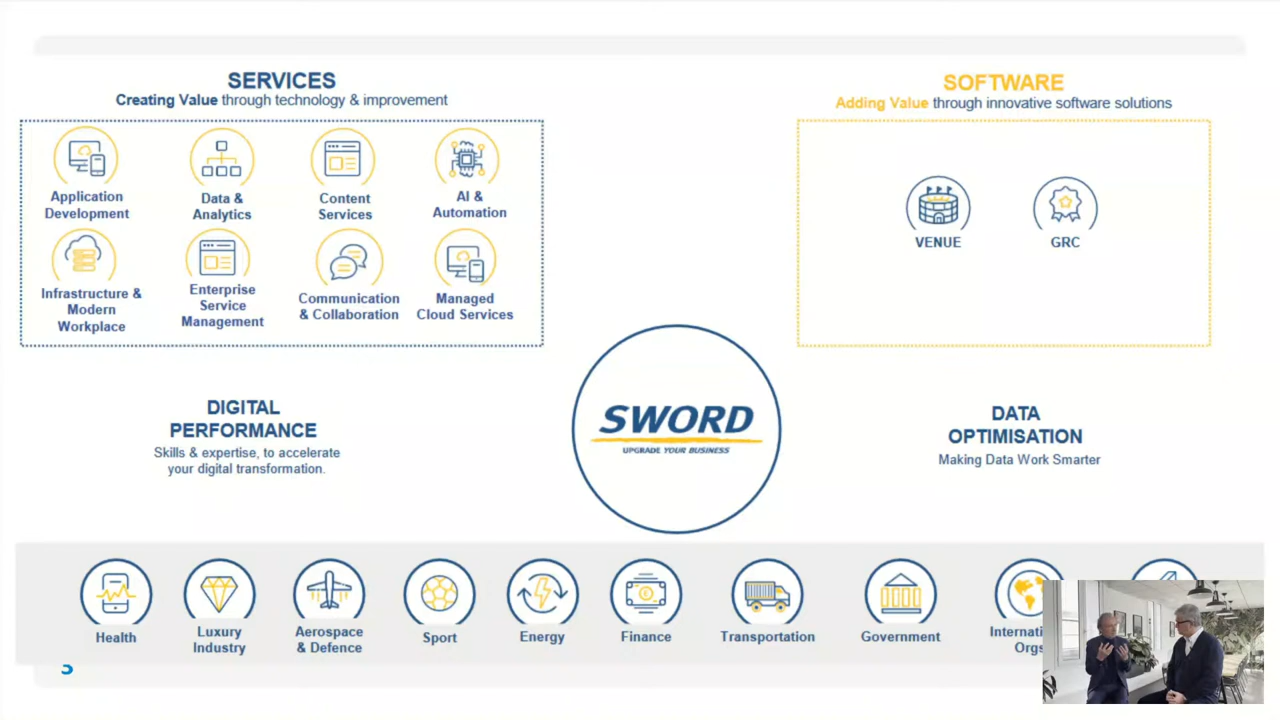 SERVICES
Creating Value through technology & improvement
Application
Development
Data &
Analytics
Content
Services
AI &
Automation
Infrastructure &
Modern
Workplace
Enterprise
Service
Management
Communication
& Collaboration
Managed
Cloud Services
SOFTWARE
Adding Value through innovative software solutions
VENUE
GRC
SWORD
UPGRADE YOUR BUSINESS
DIGITAL
PERFORMANCE
Skills & expertise, to accelerate
your digital transformation.
DATA
OPTIMISATION
Making Data Work Smarter
Health
Luxury
Industry
Aerospace
& Defence
Sport
Energy
Finance
Transportation
Government
Orgs